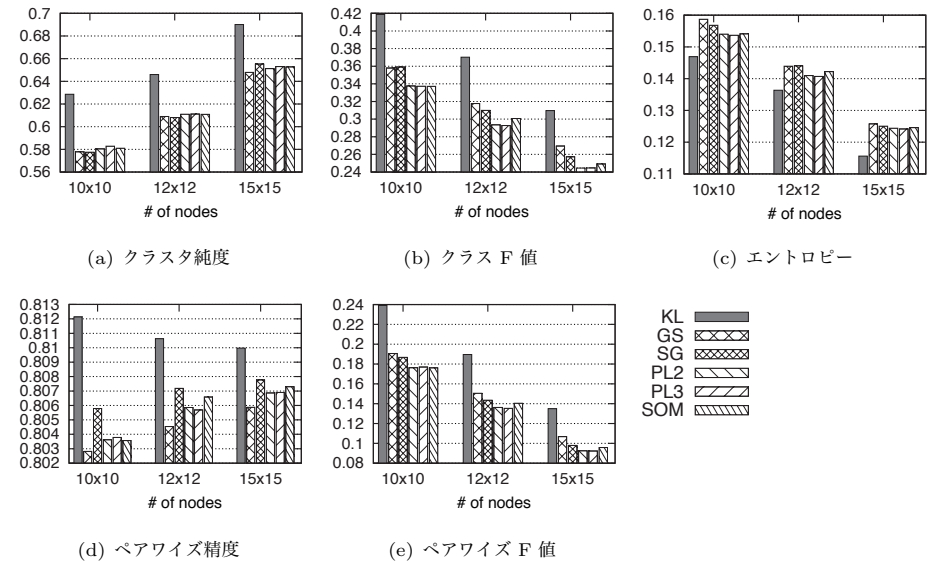 0.7
0.68
0.66
0.64
0.62
0.6
0.58
0.56
10x10 12x12 15x15
# of nodes
(a) クラスタ純度
0.42
0.4
0.38
0.36
0.34
0.32
0.3
0.28
0.26
0.24
10x10 12x12 15x15
# of nodes
(b) クラス F 値
0.16
0.15
0.14
0.13
0.12
0.11
10x10 12x12 15x15
# of nodes
(c) エントロピー
0.813
0.812
0.811
0.810
0.809
0.808
0.807
0.806
0.805
0.804
0.803
0.802
10x10 12x12 15x15
# of nodes
(d) ペアワイズ精度
0.24
0.22
0.2
0.18
0.16
0.14
0.12
0.1
0.08
10x10 12x12 15x15
# of nodes
(e) ペアワイズ F 値
KL
GS
SG
PL2
PL3
SOM